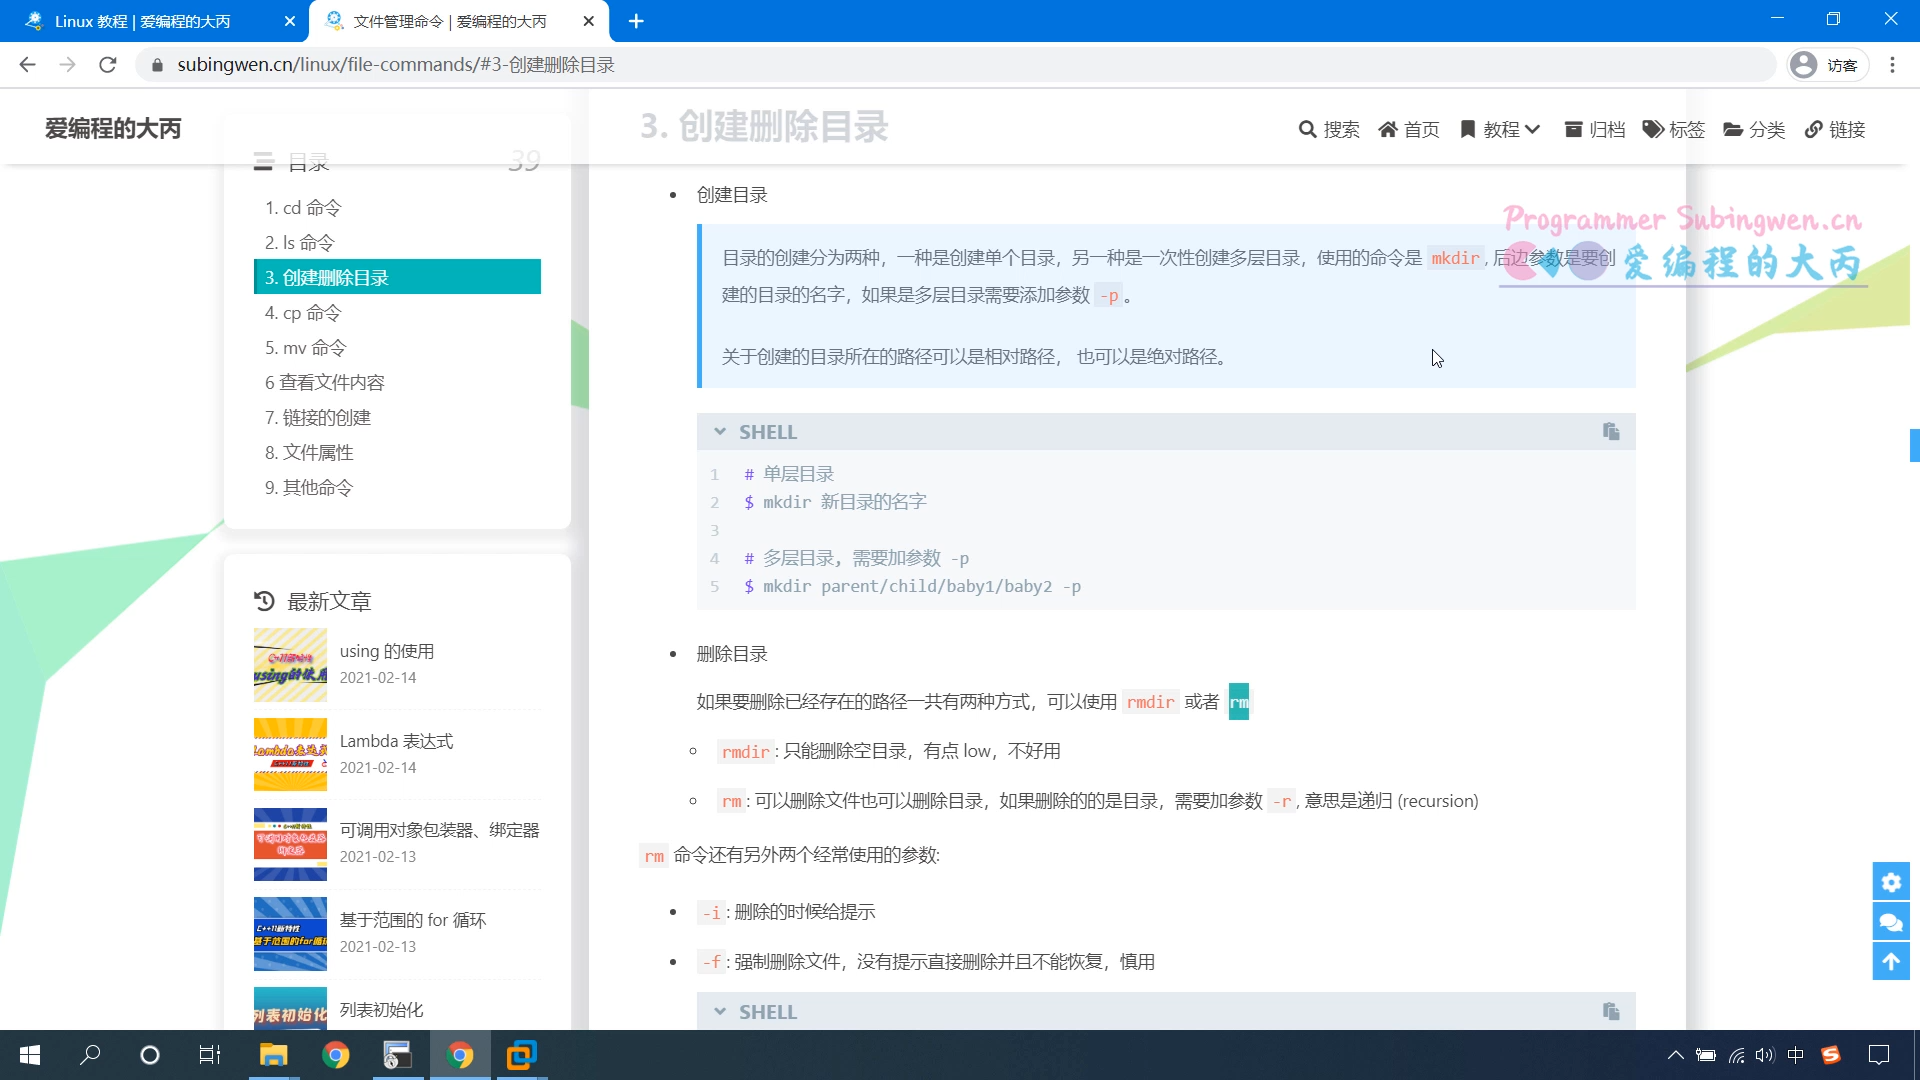 Linux 教程 | 爱编程的大丙
文件管理命令 | 爱编程的大丙
subingwen.cn/linux/file-commands/#3-创建删除目录
访客
爱编程的大丙
3. 创建删除目录
搜索 首页 教程 归档 标签 分类 链接
目录 39
1. cd 命令
2. ls 命令
3. 创建删除目录
4. cp 命令
5. mv 命令
6 查看文件内容
7. 链接的创建
8. 文件属性
9. 其他命令
最新文章
using 的使用
2021-02-14
Lambda 表达式
2021-02-14
可调用对象包装器、绑定器
2021-02-13
基于范围的 for 循环
2021-02-13
列表初始化
创建目录
Programmer Subingwen.cn
爱编程的大丙
目录的创建分为两种，一种是创建单个目录，另一种是一次性创建多层目录，使用的命令是 mkdir, 后边参数是要创
建的目录的名字，如果是多层目录需要添加参数 -p 。
关于创建的目录所在的路径可以是相对路径， 也可以是绝对路径。
SHELL
1 # 单层目录
2 $ mkdir 新目录的名字
3
4 # 多层目录，需要加参数 -p
5 $ mkdir parent/child/baby1/baby2 -p
删除目录
如果要删除已经存在的路径一共有两种方式，可以使用 rmdir 或者 rm
rmdir : 只能删除空目录，有点 low，不好用
rm : 可以删除文件也可以删除目录，如果删除的的是目录，需要加参数 -r , 意思是递归 (recursion)
rm 命令还有另外两个经常使用的参数:
-i : 删除的时候给提示
-f : 强制删除文件，没有提示直接删除并且不能恢复，慎用
SHELL
中